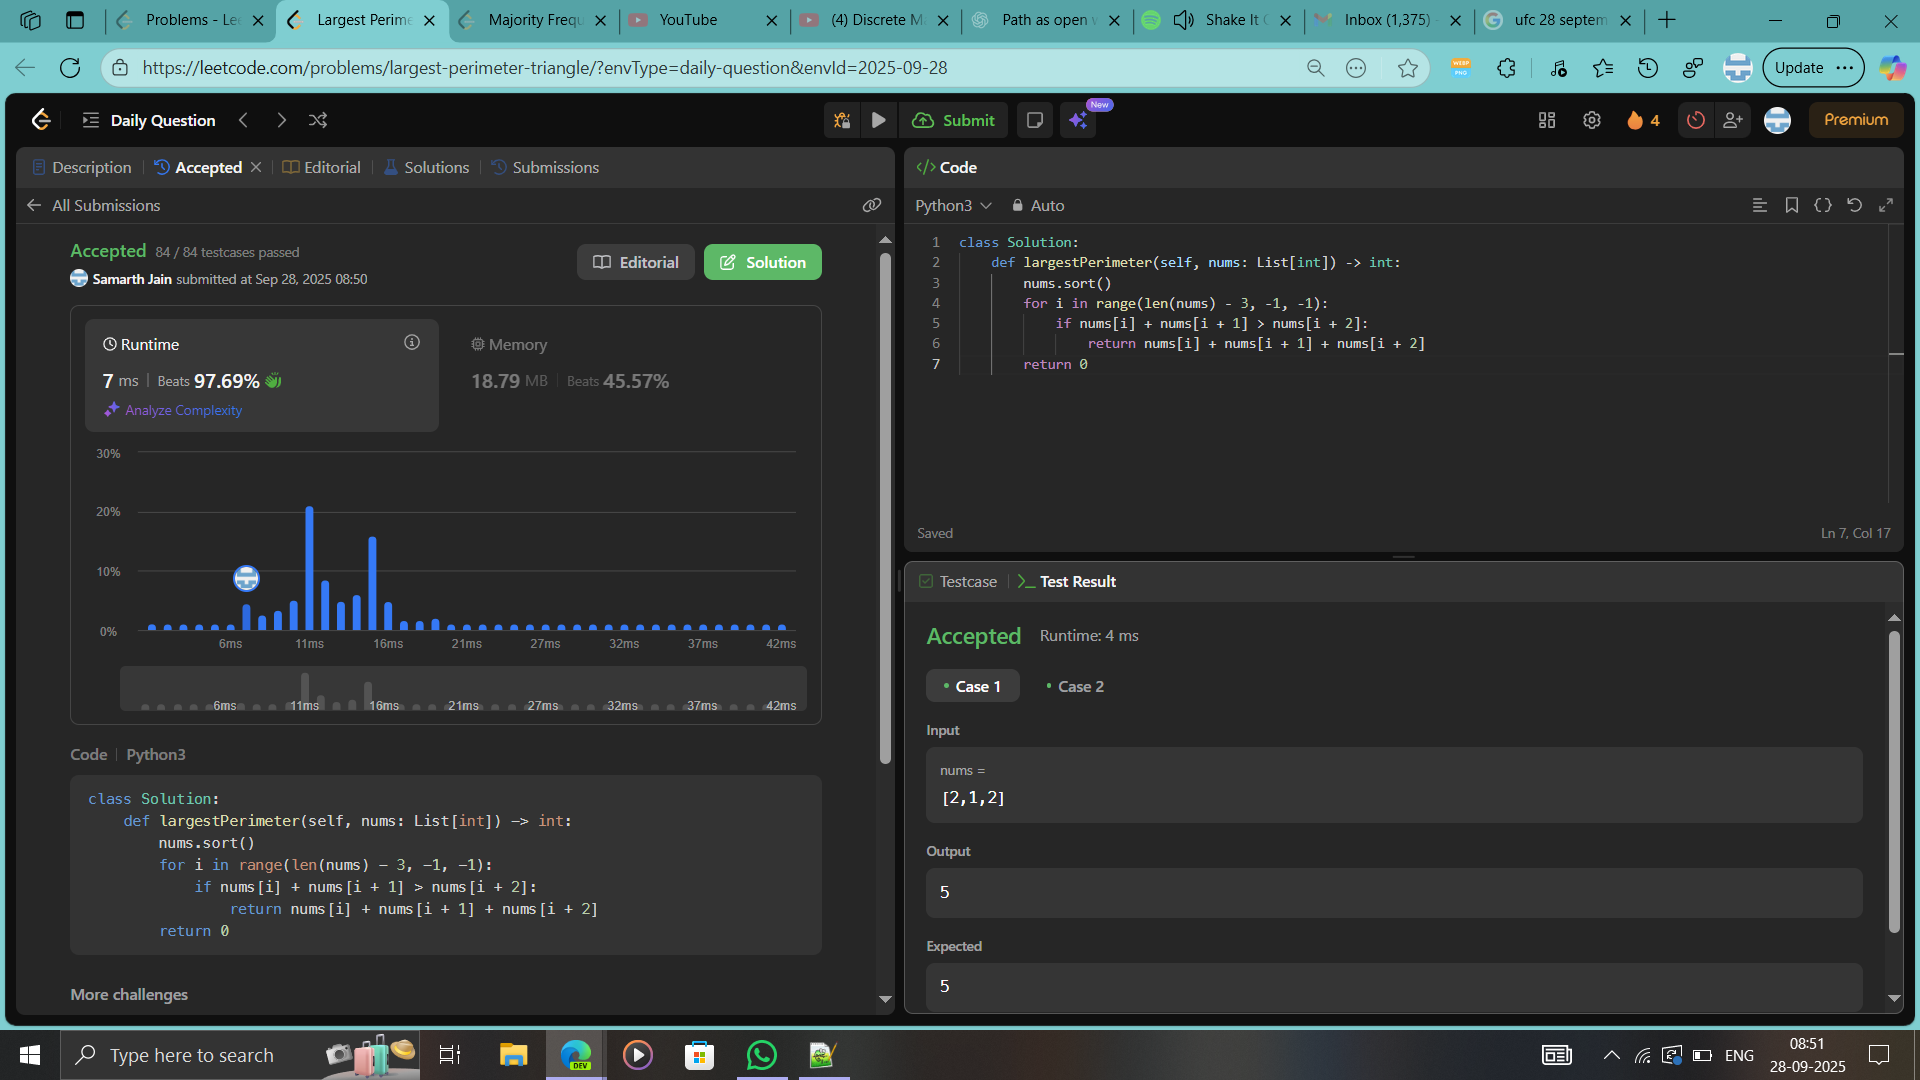 Problems - Lee
Largest Perime
Majority Frequ
YouTube
(4) Discrete Ma
Path as open w
Shake It O
Inbox (1,375) -
ufc 28 septem
https://leetcode.com/problems/largest-perimeter-triangle/?envType=daily-question&envId=2025-09-28
WEBP
PNG
Update
Daily Question
Submit
New
4
Premium
Description
Accepted
Editorial
Solutions
Submissions
All Submissions
Accepted 84 / 84 testcases passed
Samarth Jain submitted at Sep 28, 2025 08:50
Editorial
Solution
Runtime
7 ms | Beats 97.69%
Analyze Complexity
Memory
18.79 MB | Beats 45.57%
30%
20%
10%
0%
6ms 11ms 16ms 21ms 27ms 32ms 37ms 42ms
6ms 11ms 16ms 21ms 27ms 32ms 37ms 42ms
Code | Python3
class Solution:
    def largestPerimeter(self, nums: List[int]) -> int:
        nums.sort()
        for i in range(len(nums) - 3, -1, -1):
            if nums[i] + nums[i + 1] > nums[i + 2]:
                return nums[i] + nums[i + 1] + nums[i + 2]
        return 0
More challenges
</> Code
Python3
Auto
1 class Solution:
2     def largestPerimeter(self, nums: List[int]) -> int:
3         nums.sort()
4         for i in range(len(nums) - 3, -1, -1):
5             if nums[i] + nums[i + 1] > nums[i + 2]:
6                 return nums[i] + nums[i + 1] + nums[i + 2]
7         return 0
Saved
Ln 7, Col 17
Testcase
>_ Test Result
Accepted Runtime: 4 ms
• Case 1
• Case 2
Input
nums =
[2,1,2]
Output
5
Expected
5
Type here to search
DEV
ENG
08:51
28-09-2025